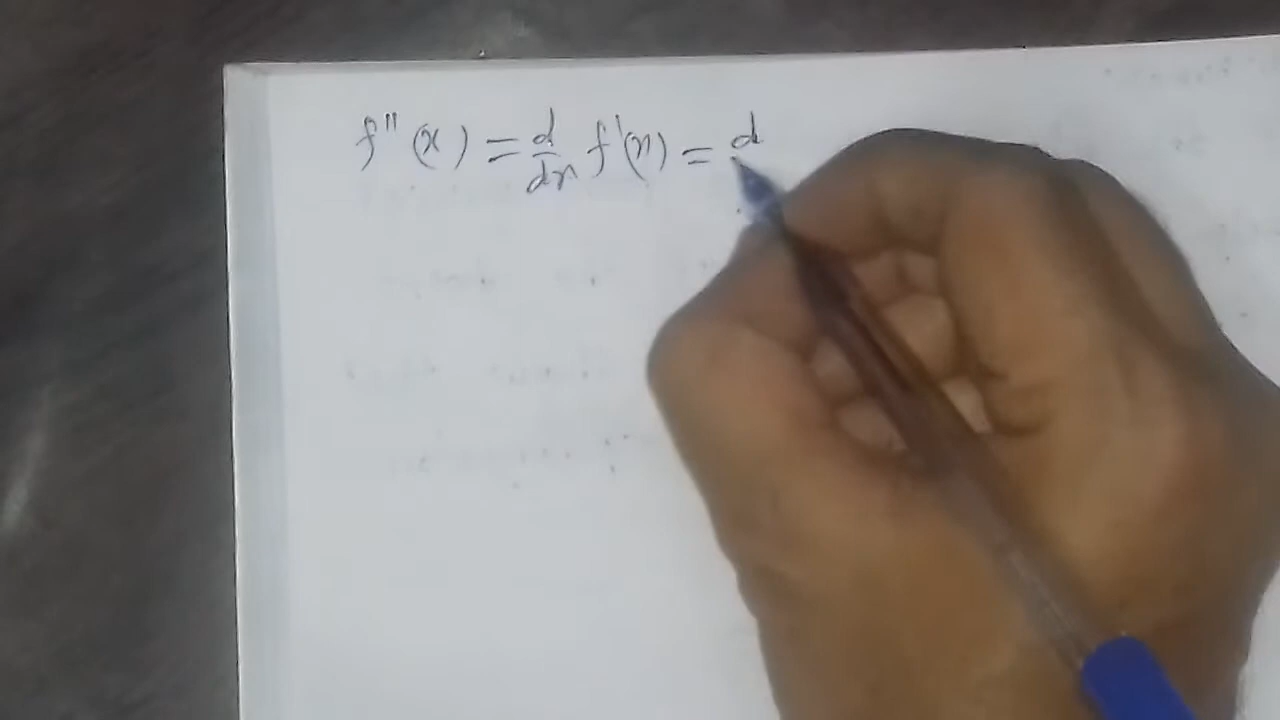 f''(x) = d/dx f'(x) = d